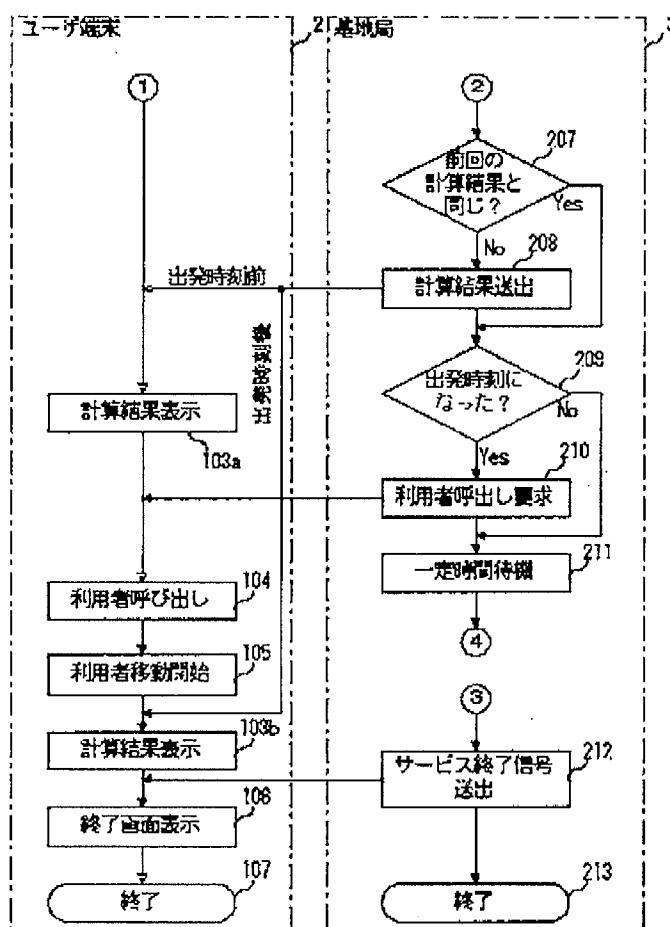 ユーザ端末
2
基地局
①
②
207
前回の
計算結果と
同じ？
Yes
No
208
出発時刻前
計算結果送出
出発時刻後
209
出発時刻に
なった？
No
計算結果表示
103a
Yes
210
利用者呼出し要求
211
一定時間待機
104
利用者呼び出し
④
105
利用者移動開始
③
103b
計算結果表示
212
サービス終了信号
送出
106
終了画面表示
107
終了
213
終了